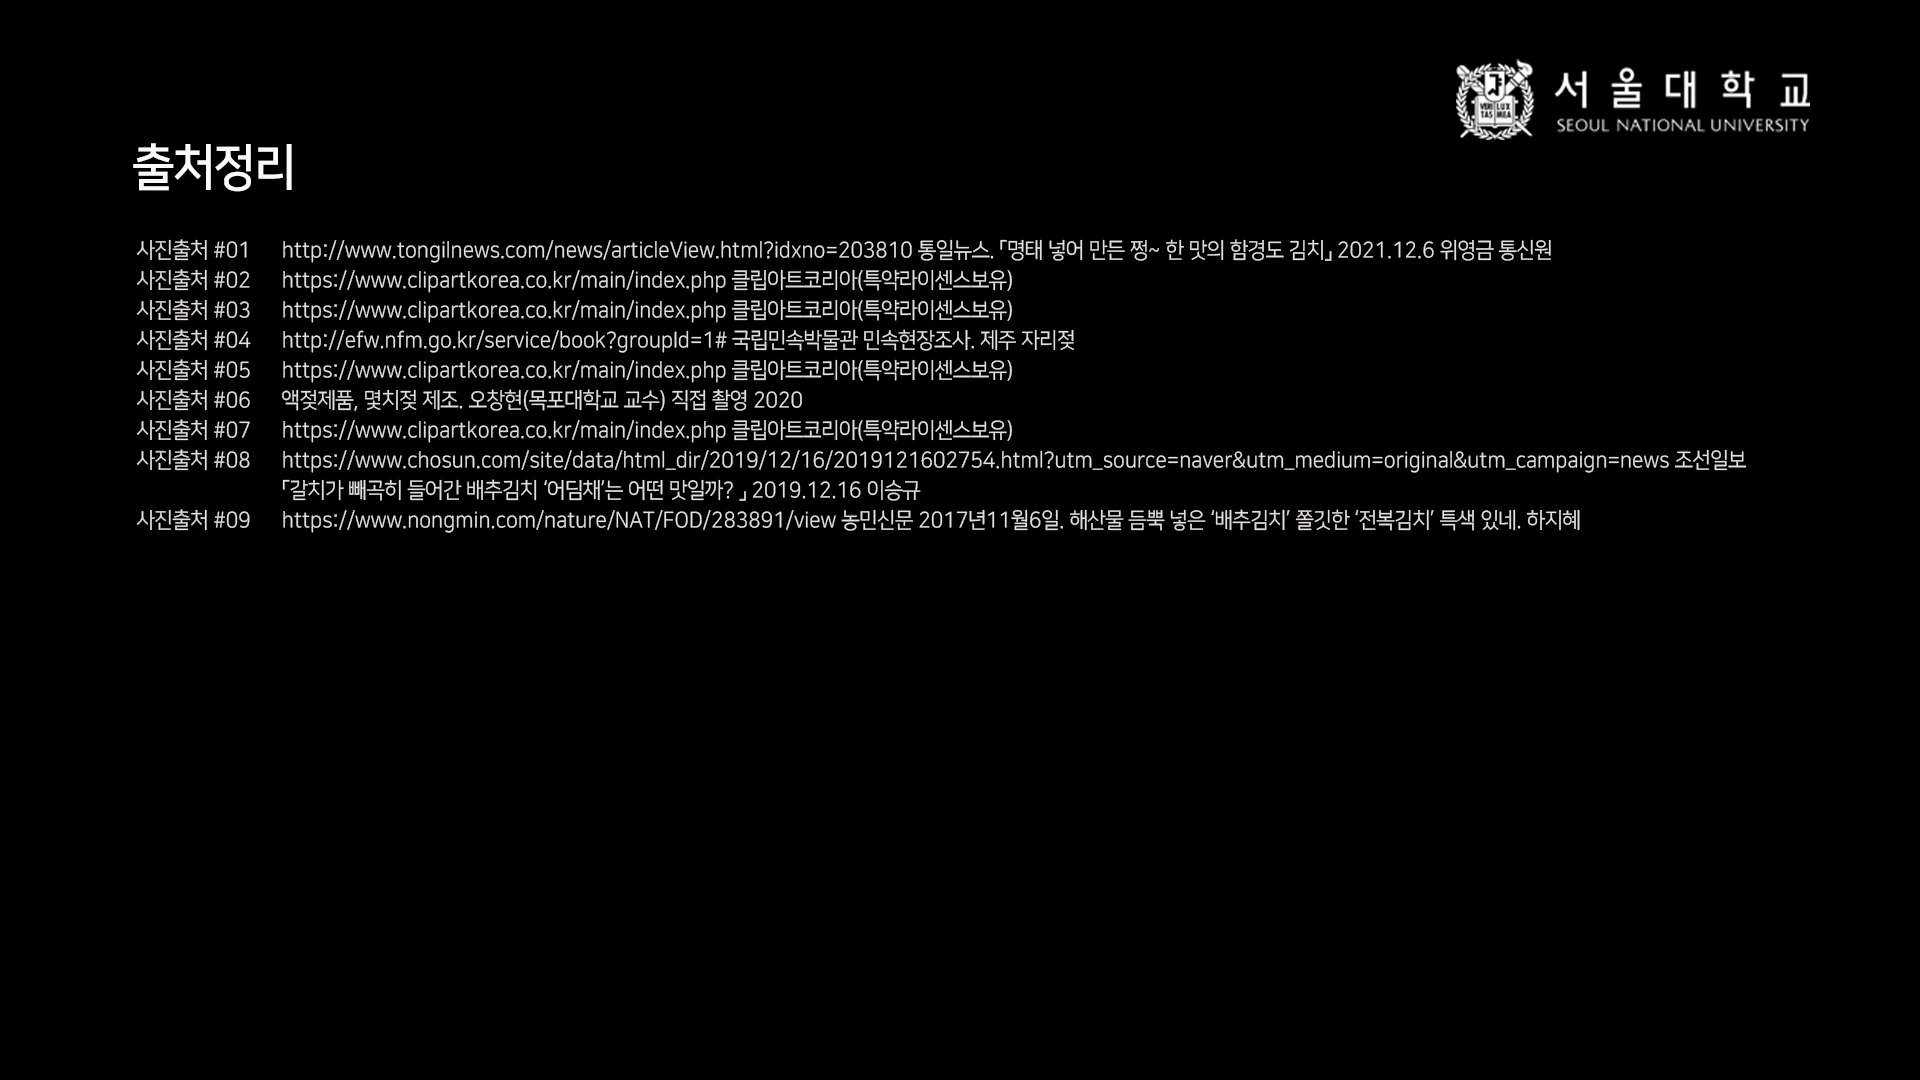 서울대학교
VERI LUX
TAS MEA
SEOUL NATIONAL UNIVERSITY
출처정리
사진출처 #01 http://www.tongilnews.com/news/articleView.html?idxno=203810 통일뉴스. 「명태 넣어 만든 쩡~ 한 맛의 함경도 김치」 2021.12.6 위영금 통신원
사진출처 #02 https://www.clipartkorea.co.kr/main/index.php 클립아트코리아(특약라이센스보유)
사진출처 #03 https://www.clipartkorea.co.kr/main/index.php 클립아트코리아(특약라이센스보유)
사진출처 #04 http://efw.nfm.go.kr/service/book?groupId=1# 국립민속박물관 민속현장조사. 제주 자리젖
사진출처 #05 https://www.clipartkorea.co.kr/main/index.php 클립아트코리아(특약라이센스보유)
사진출처 #06 액젖제품, 몇치젖 제조. 오창현(목포대학교 교수) 직접 촬영 2020
사진출처 #07 https://www.clipartkorea.co.kr/main/index.php 클립아트코리아(특약라이센스보유)
사진출처 #08 https://www.chosun.com/site/data/html_dir/2019/12/16/2019121602754.html?utm_source=naver&utm_medium=original&utm_campaign=news 조선일보
「갈치가 빼곡히 들어간 배추김치 ‘어딤채’는 어떤 맛일까? 」 2019.12.16 이승규
사진출처 #09 https://www.nongmin.com/nature/NAT/FOD/283891/view 농민신문 2017년11월6일. 해산물 듬뿍 넣은 ‘배추김치’ 쫄깃한 ‘전복김치’ 특색 있네. 하지혜